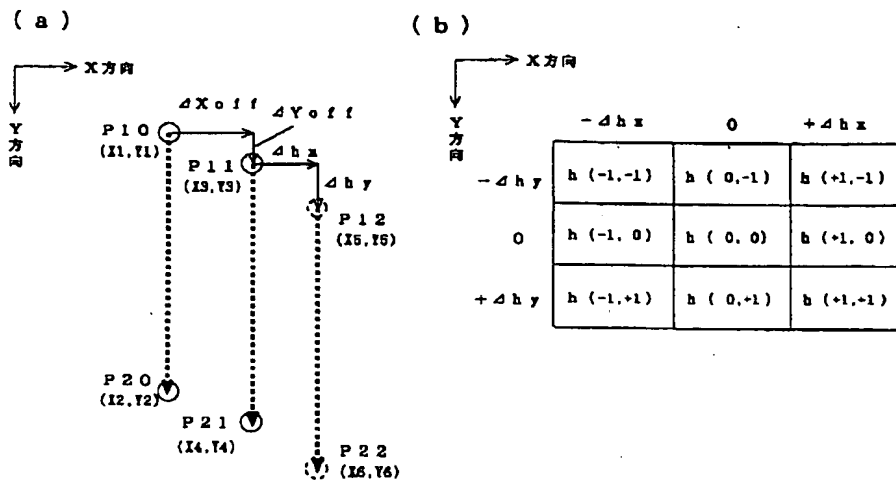 (a)
X方向
Y方向
ΔXoff
ΔYoff
P10
(X1,Y1)
P11
(X3,Y3)
Δhx
Δhy
P12
(X5,Y5)
P20
(X2,Y2)
P21
(X4,Y4)
P22
(X6,Y6)
(b)
X方向
Y方向
-Δhx 0 +Δhx
-Δhy h(-1,-1) h(0,-1) h(+1,-1)
0 h(-1,0) h(0,0) h(+1,0)
+Δhy h(-1,+1) h(0,+1) h(+1,+1)